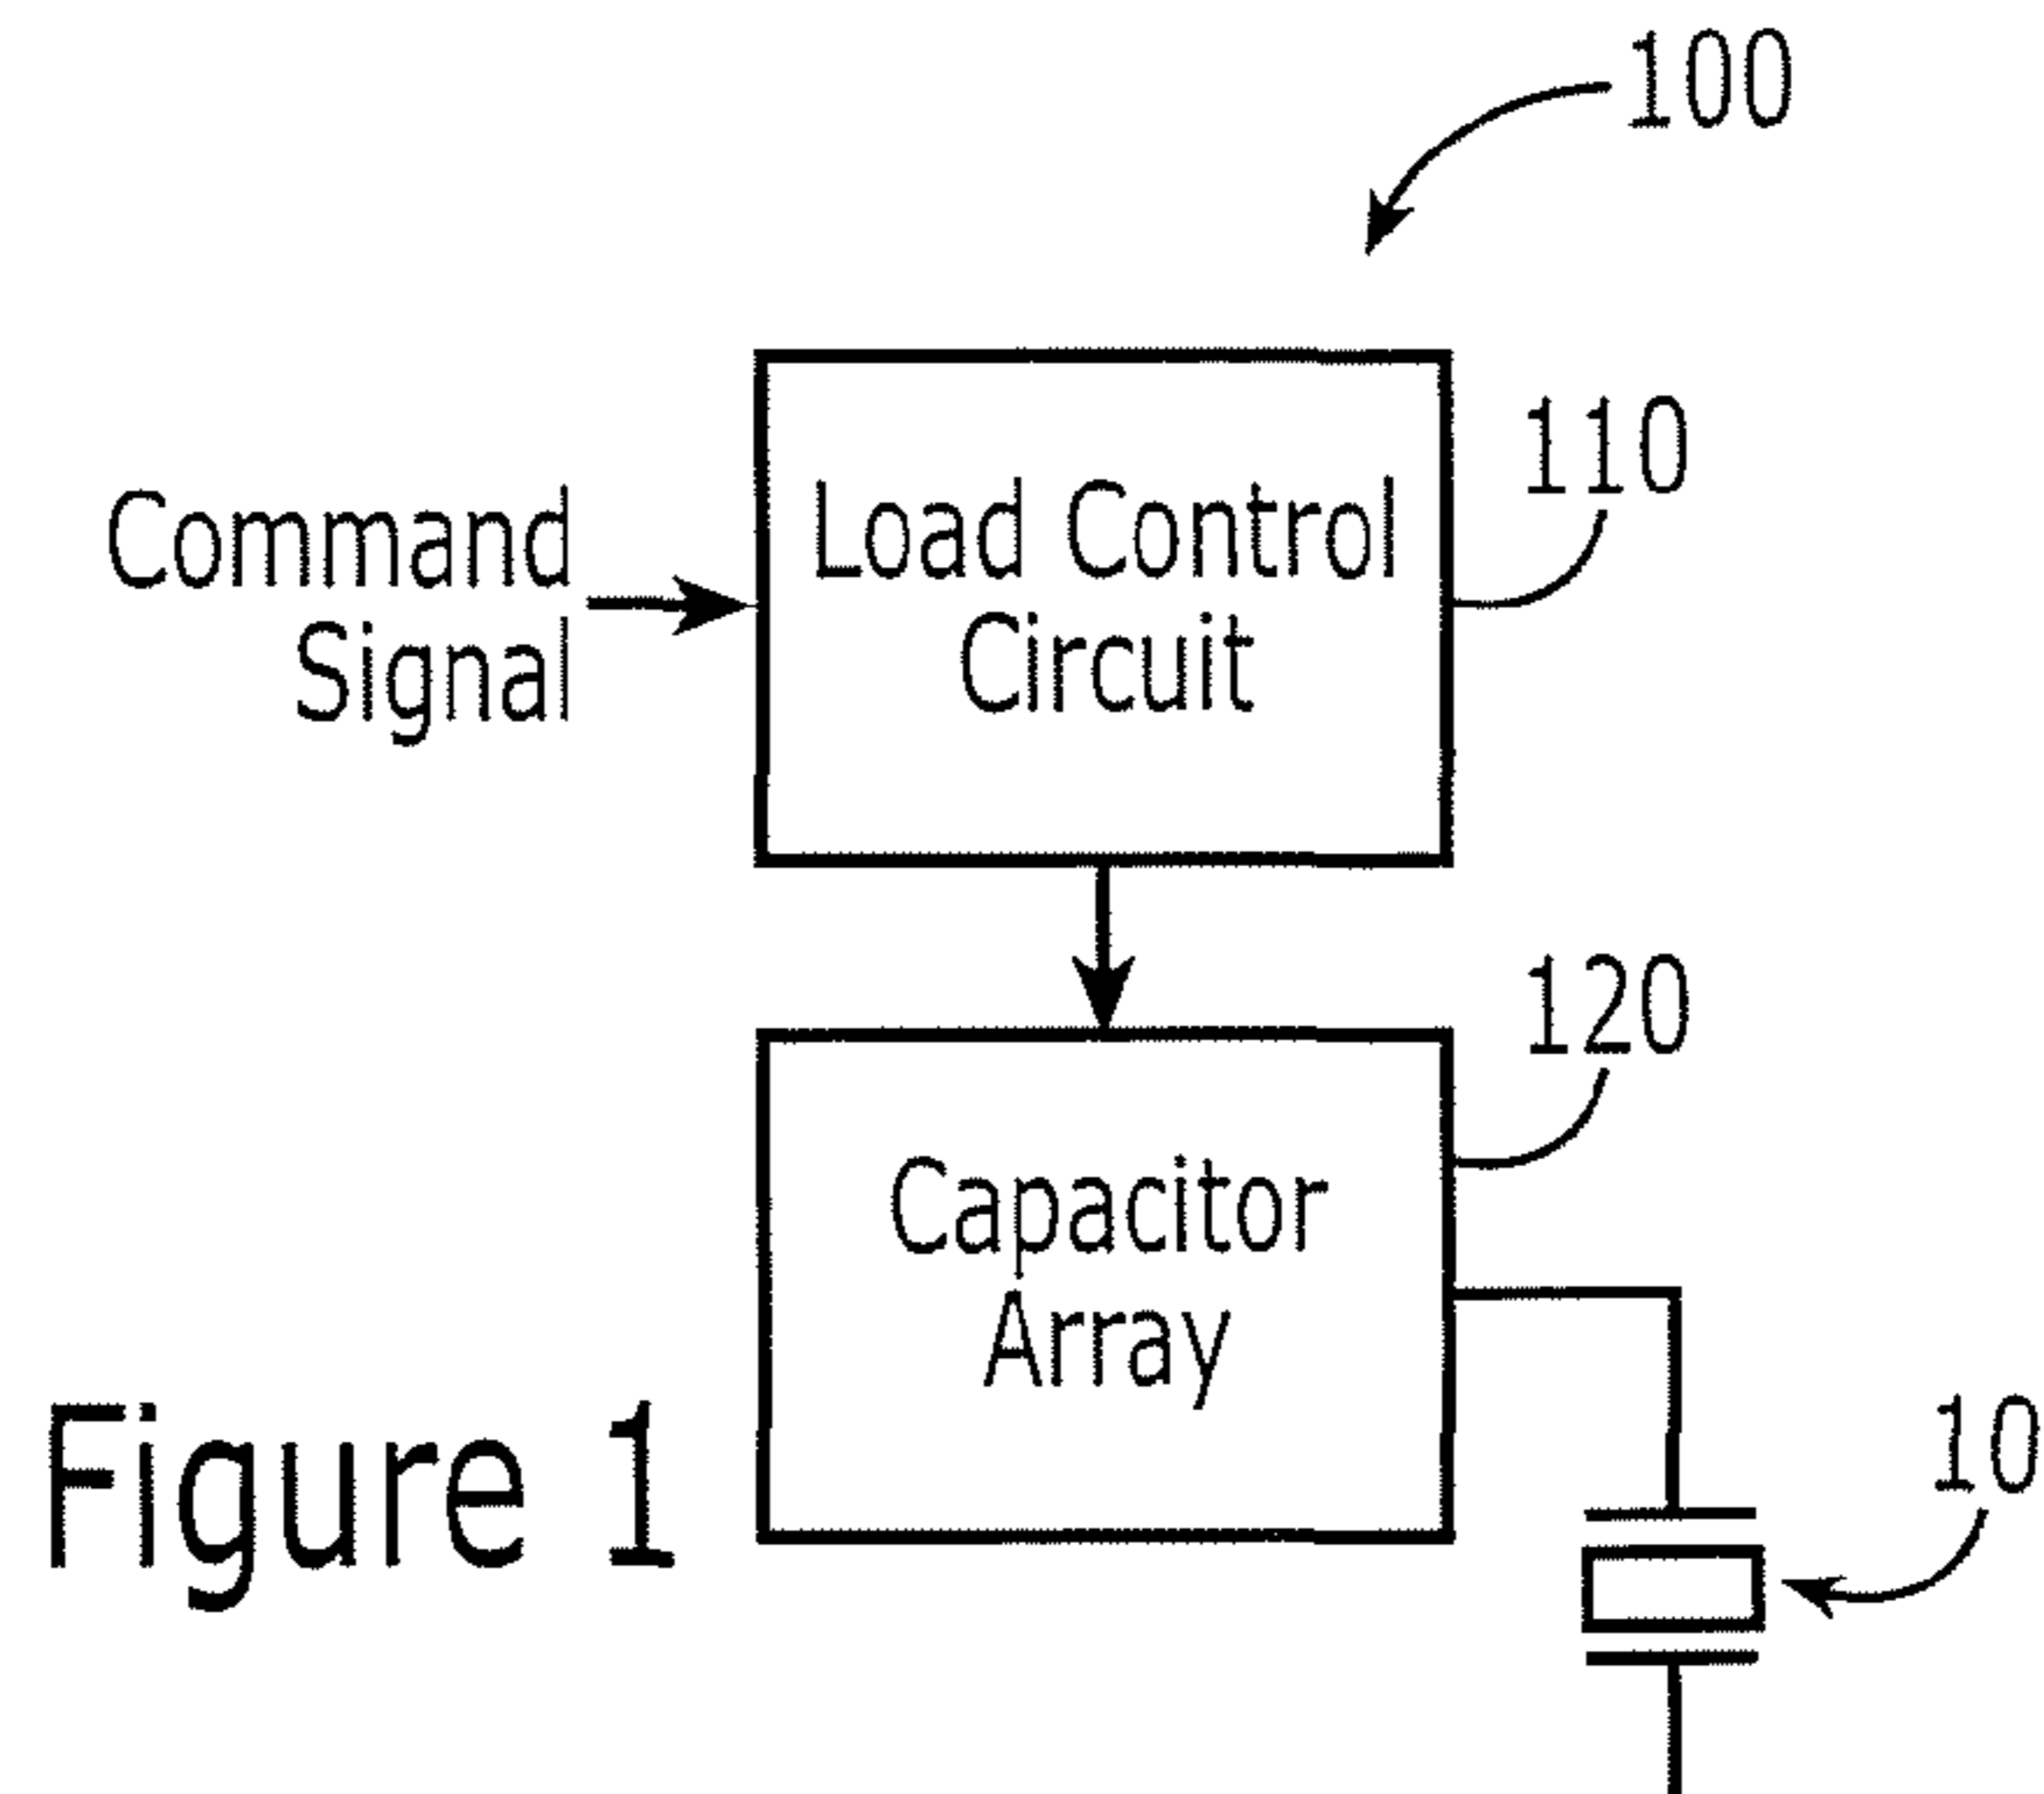 100
110
Command
Signal
Load Control
Circuit
120
Capacitor
Array
10
Figure 1